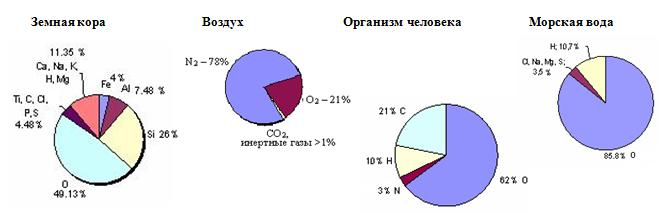 Земная кора
Воздух
Организм человека
Морская вода
11.35 %
Ca, Na, K,
H, Mg
Fe
4%
Al 7.48 %
Ti, C, Cl,
P,S
4.48%
Si 26%
O
49.13%
N₂ – 78%
O₂ – 21%
CO₂,
инертные газы >1%
21% C
10% H
3% N
62% O
H; 10,7%
Cl, Na, Mg, S;
3,5 %
85.8% O